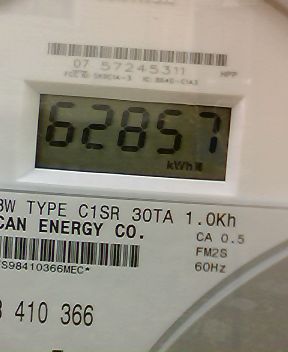 07 57245311 HPP
62857
kWh
3W TYPE C1SR 30TA 1.0Kh
CAN ENERGY CO. CA 0.5
FM2S
*S98410366MEC* 60Hz
410 366